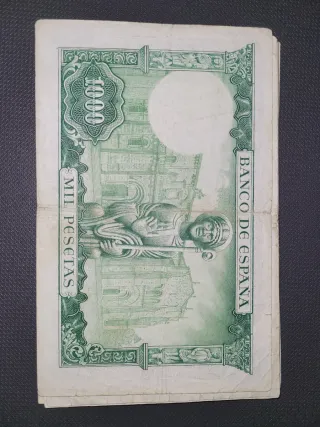 BANCO DE ESPAÑA
1000
MIL PESETAS